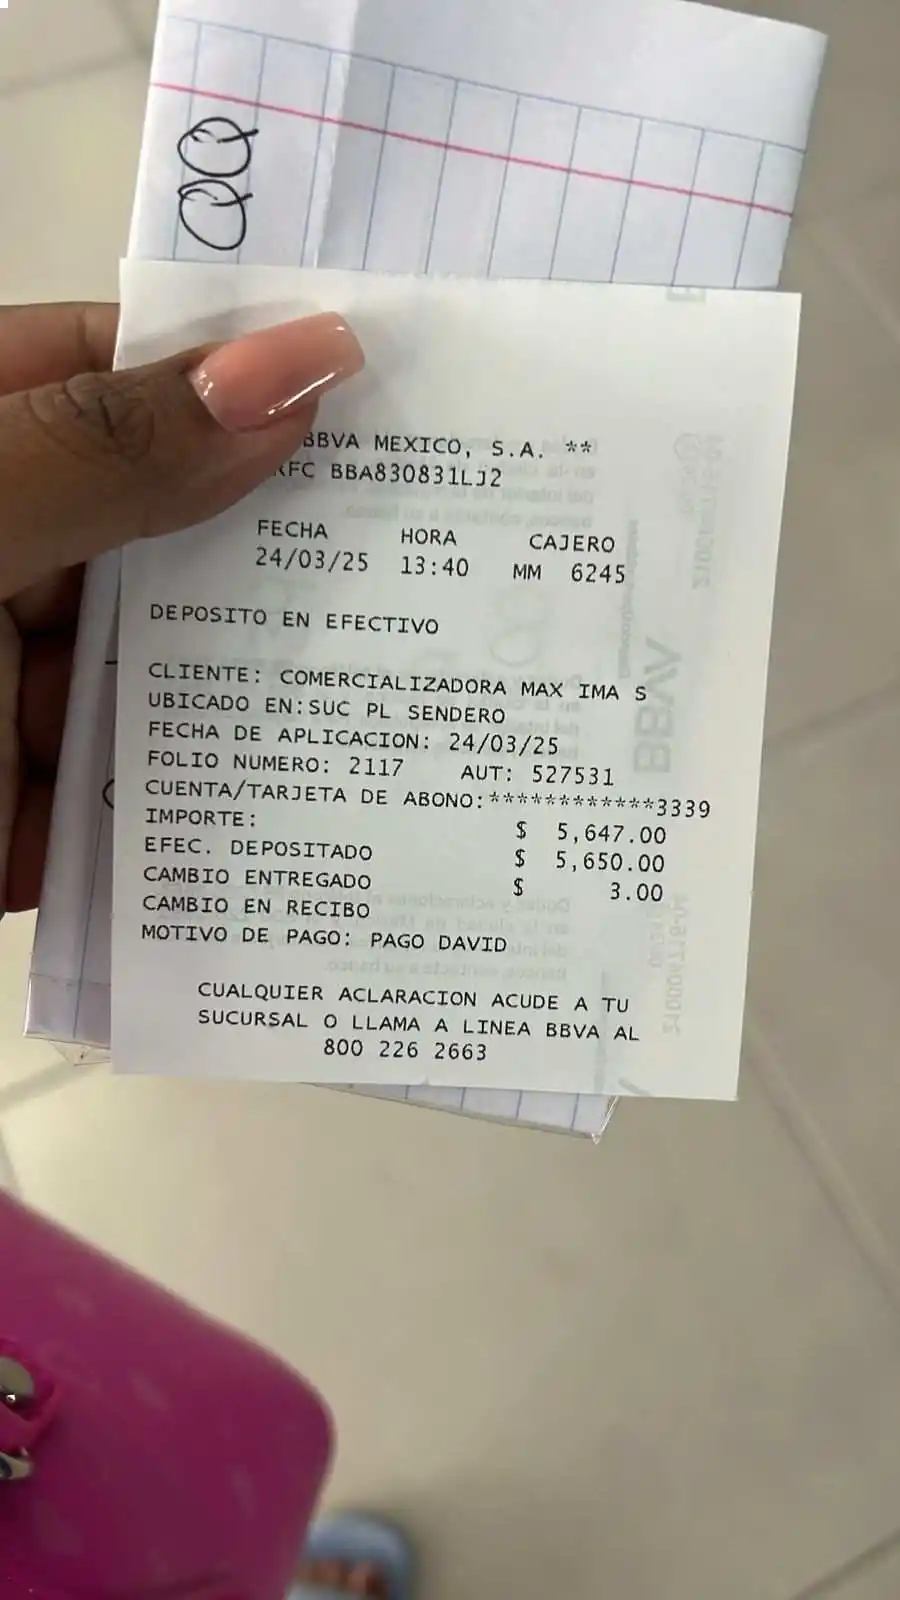 BBVA MEXICO, S.A. **
RFC BBA830831LJ2
FECHA HORA CAJERO
24/03/25 13:40 MM 6245
DEPOSITO EN EFECTIVO
CLIENTE: COMERCIALIZADORA MAX IMA S
UBICADO EN:SUC PL SENDERO
FECHA DE APLICACION: 24/03/25
FOLIO NUMERO: 2117 AUT: 527531
CUENTA/TARJETA DE ABONO:************3339
IMPORTE: $ 5,647.00
EFEC. DEPOSITADO $ 5,650.00
CAMBIO ENTREGADO $ 3.00
CAMBIO EN RECIBO
MOTIVO DE PAGO: PAGO DAVID
CUALQUIER ACLARACION ACUDE A TU
SUCURSAL O LLAMA A LINEA BBVA AL
800 226 2663
BBVA